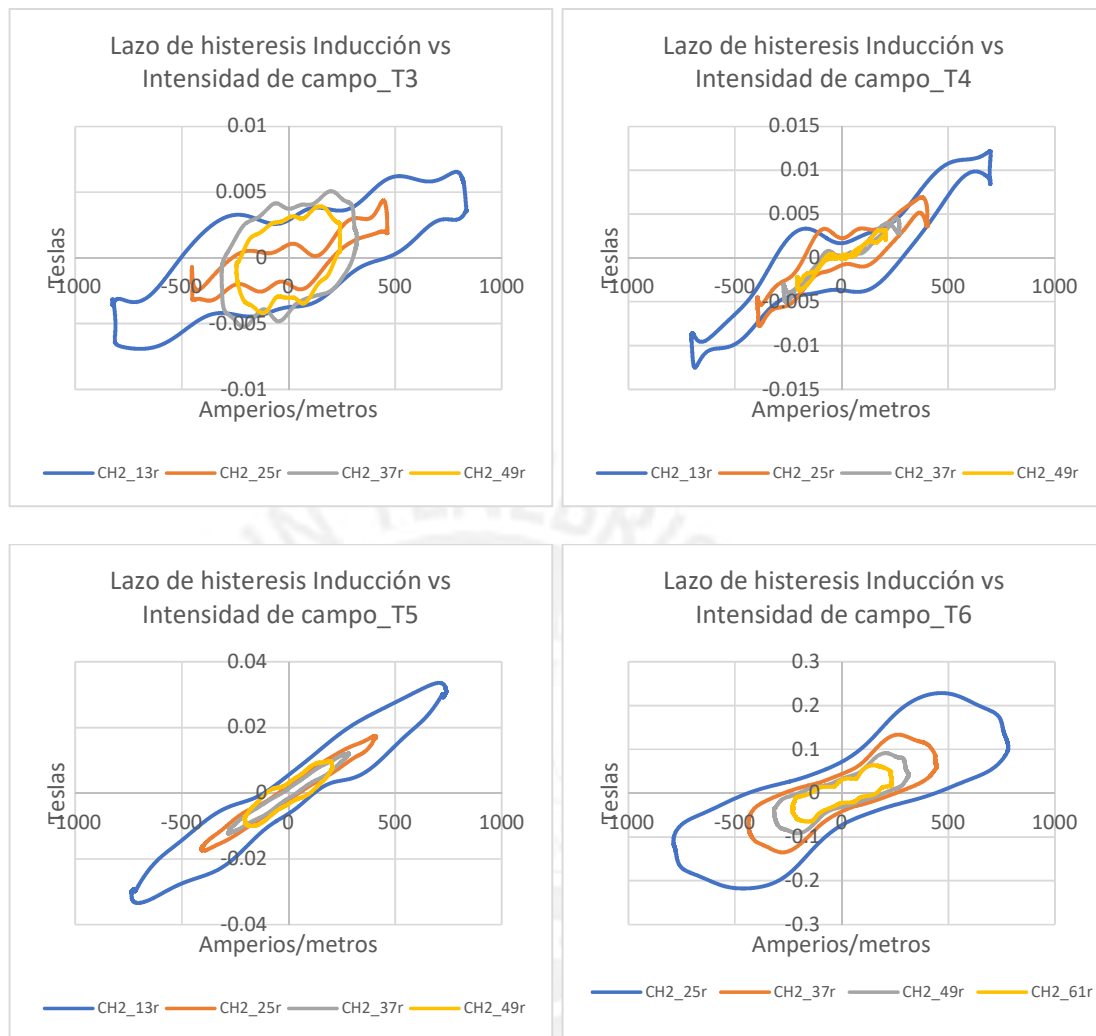 Lazo de histeresis Inducción vs
Intensidad de campo_T3
0.01
0.005
0
-0.005
-0.01
-1000
-500
0
500
1000
Teslas
Amperios/metros
CH2_13r
CH2_25r
CH2_37r
CH2_49r
Lazo de histeresis Inducción vs
Intensidad de campo_T4
0.015
0.01
0.005
0
-0.005
-0.01
-0.015
-1000
-500
0
500
1000
Teslas
Amperios/metros
CH2_13r
CH2_25r
CH2_37r
CH2_49r
Lazo de histeresis Inducción vs
Intensidad de campo_T5
0.04
0.02
0
-0.02
-0.04
-1000
-500
0
500
1000
Teslas
Amperios/metros
CH2_13r
CH2_25r
CH2_37r
CH2_49r
Lazo de histeresis Inducción vs
Intensidad de campo_T6
0.3
0.2
0.1
0
-0.1
-0.2
-0.3
-1000
-500
0
500
1000
Teslas
Amperios/metros
CH2_25r
CH2_37r
CH2_49r
CH2_61r